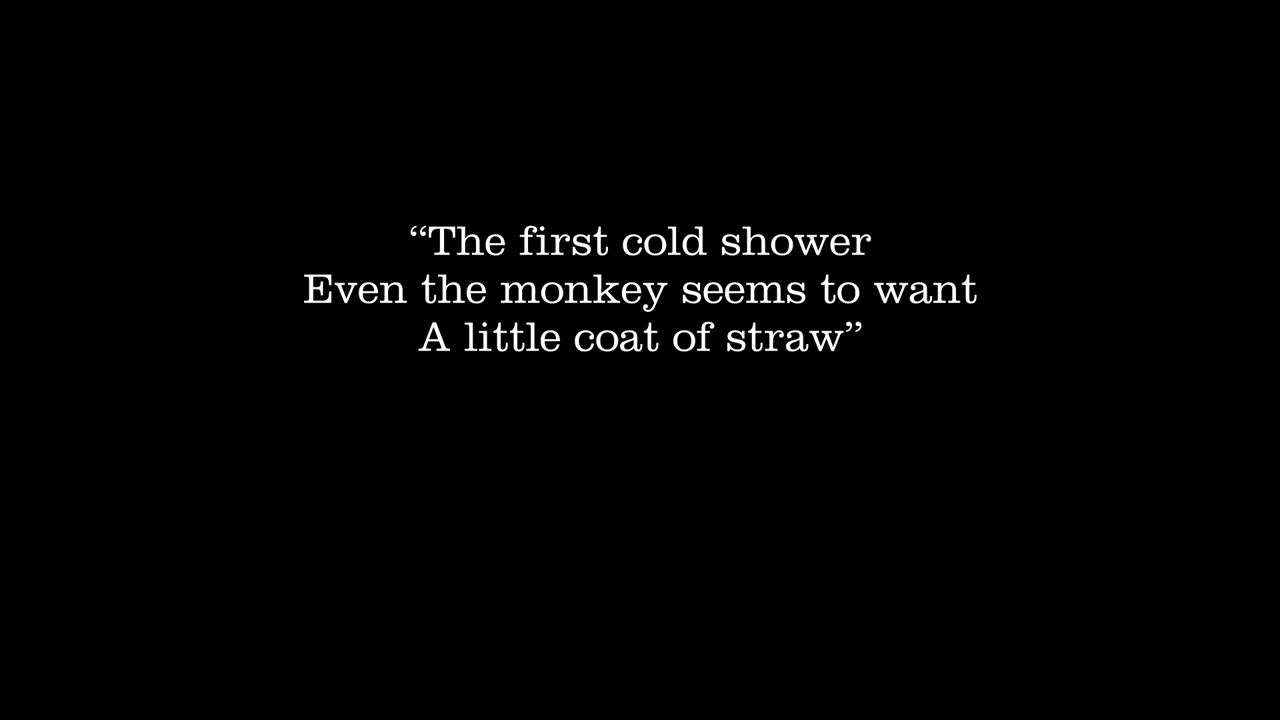 “The first cold shower
Even the monkey seems to want
A little coat of straw”